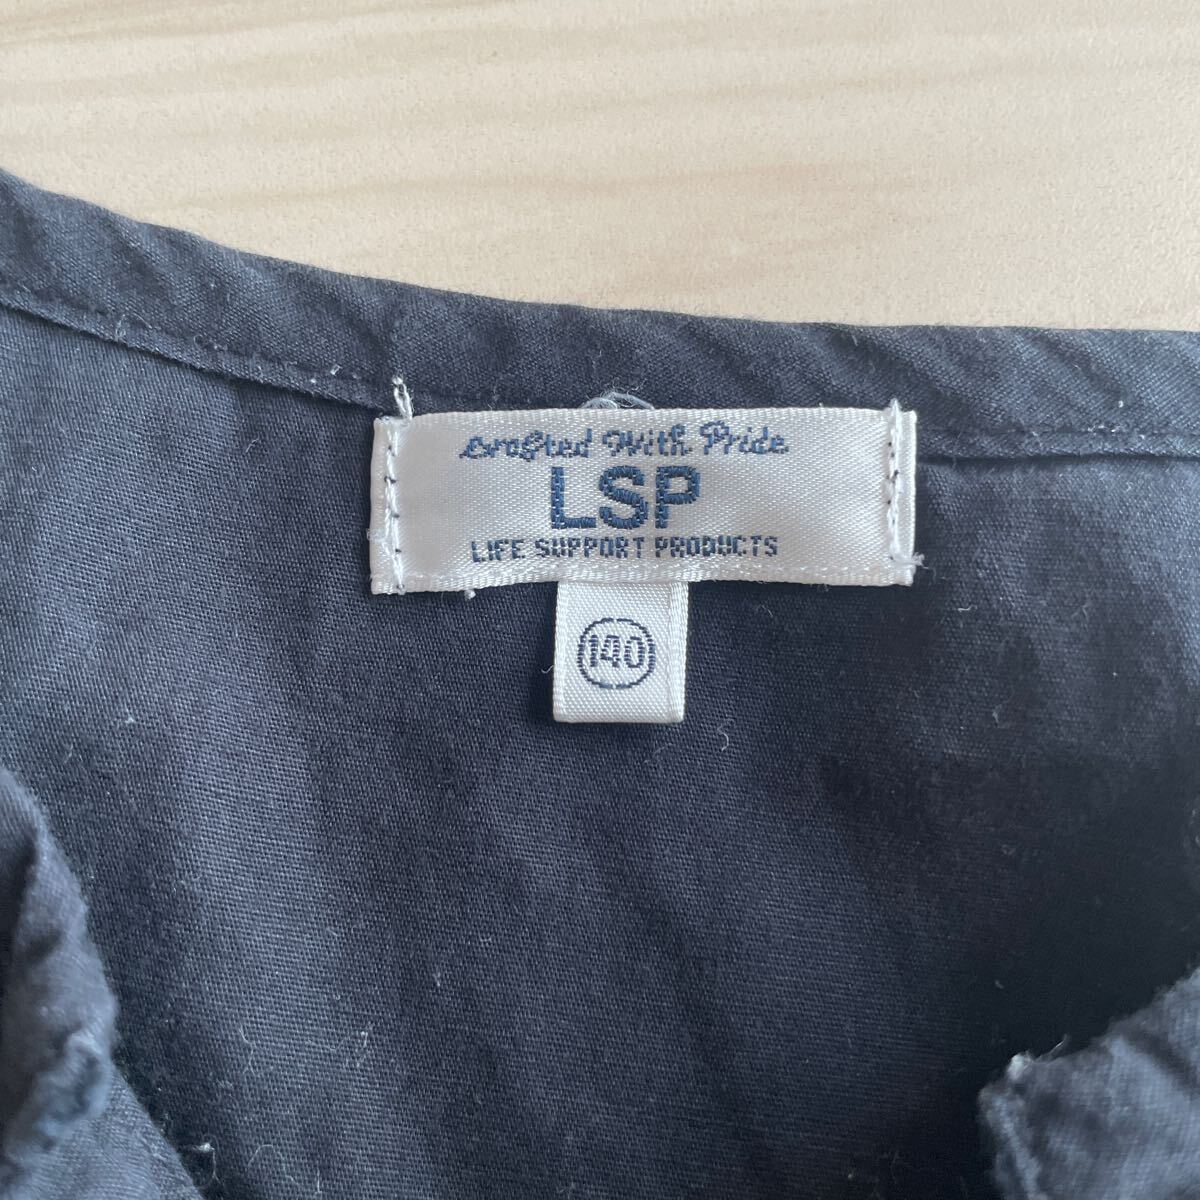 Crafted With Pride
LSP
LIFE SUPPORT PRODUCTS
140